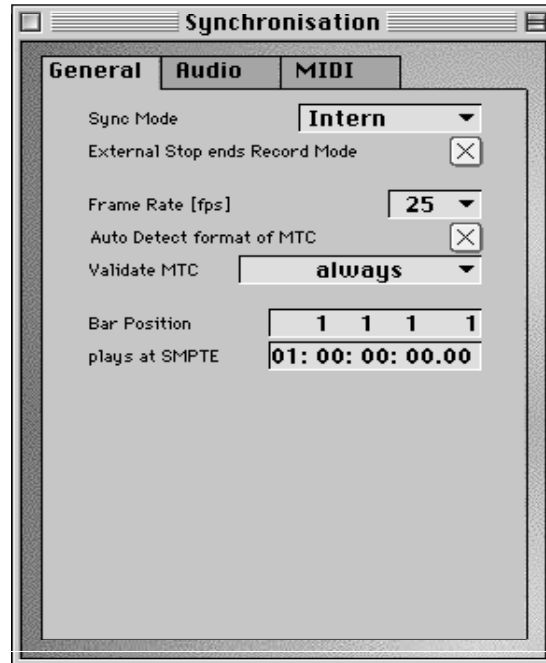 Synchronisation
General Audio MIDI
Sync Mode Intern
External Stop ends Record Mode
Frame Rate [fps] 25
Auto Detect format of MTC
Validate MTC always
Bar Position 1 1 1 1
plays at SMPTE 01: 00: 00: 00.00